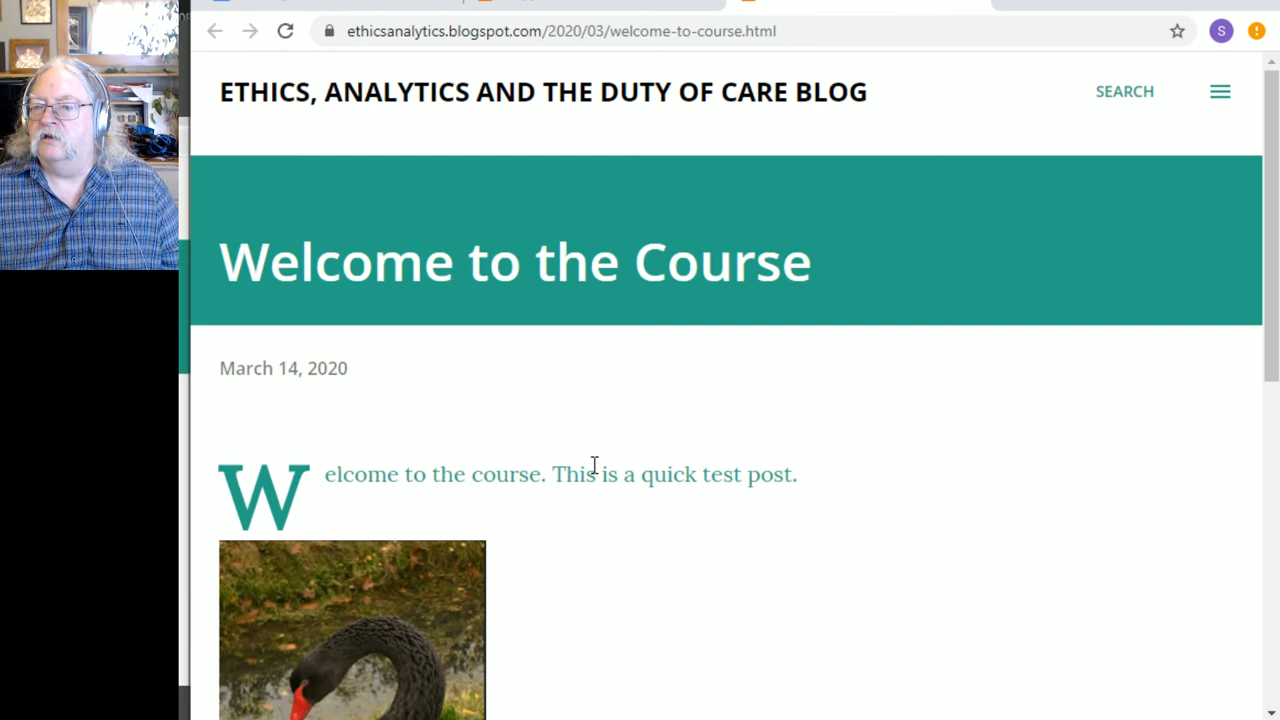 ethicsanalytics.blogspot.com/2020/03/welcome-to-course.html
S
ETHICS, ANALYTICS AND THE DUTY OF CARE BLOG
SEARCH
Welcome to the Course
March 14, 2020
Welcome to the course. This is a quick test post.